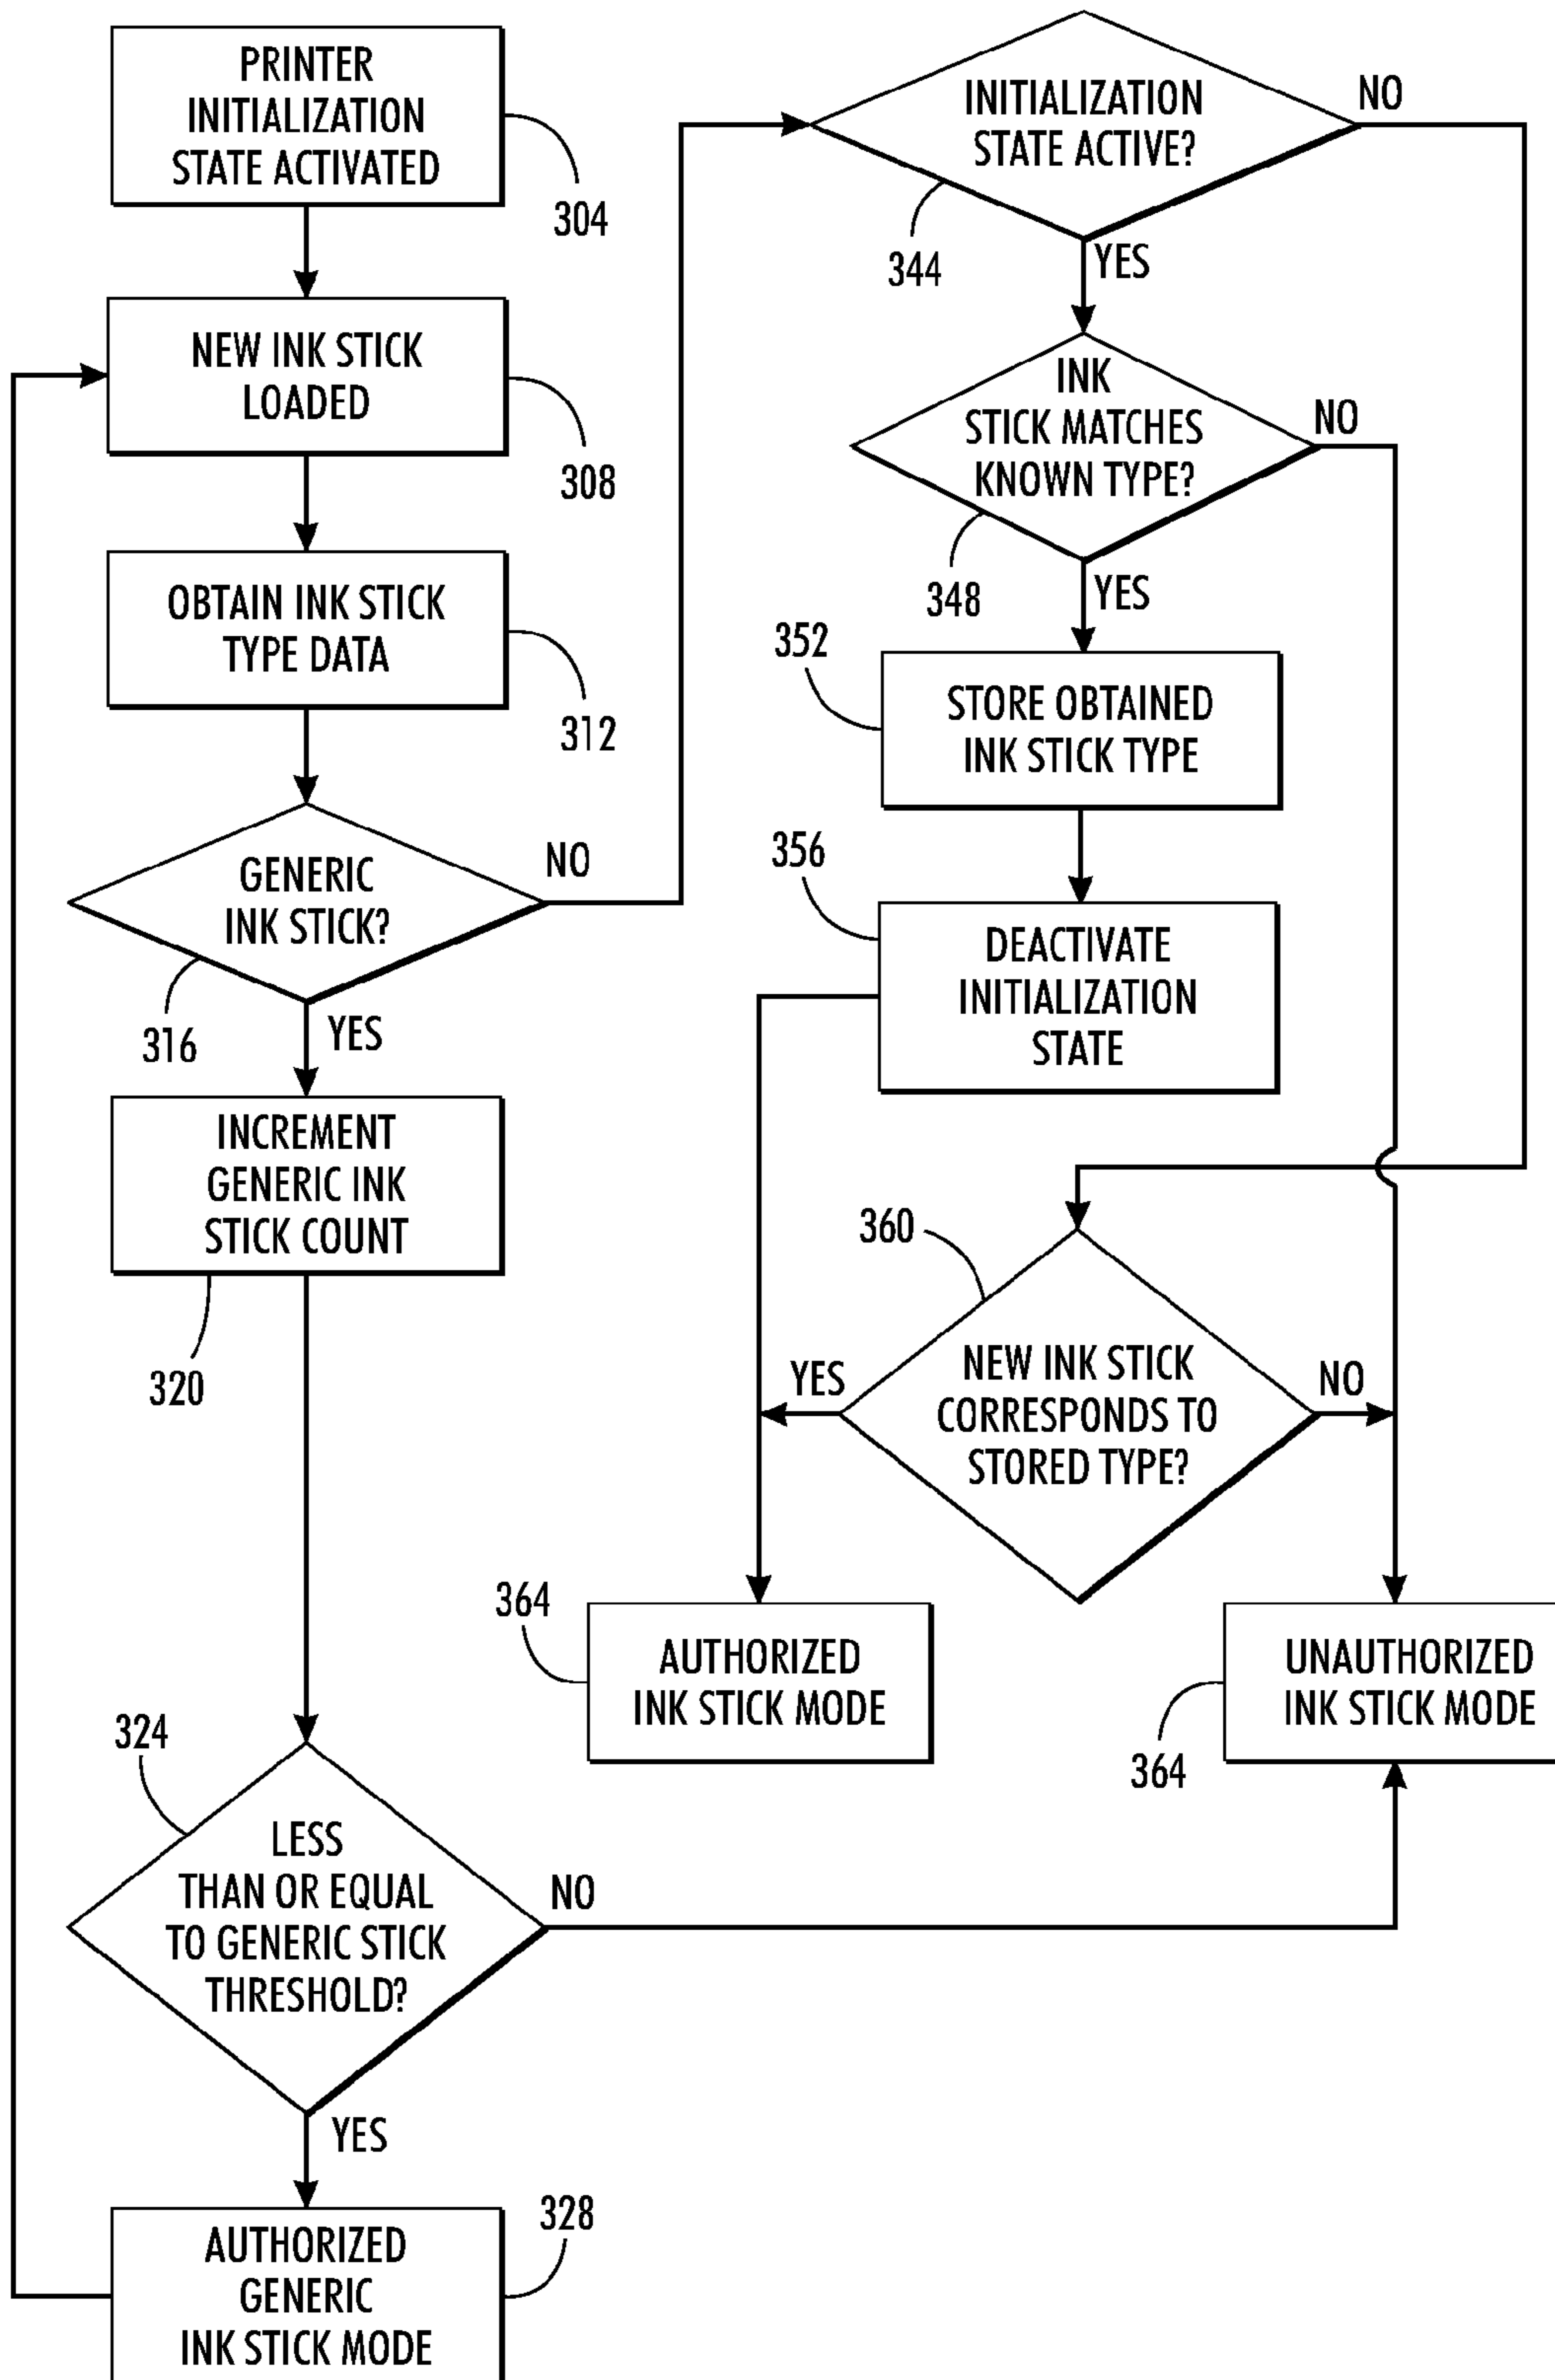 PRINTER
INITIALIZATION
STATE ACTIVATED
304
NEW INK STICK
LOADED
308
OBTAIN INK STICK
TYPE DATA
312
GENERIC
INK STICK?
NO
316
YES
INCREMENT
GENERIC INK
STICK COUNT
320
324
LESS
THAN OR EQUAL
TO GENERIC STICK
THRESHOLD?
NO
YES
328
AUTHORIZED
GENERIC
INK STICK MODE
INITIALIZATION
STATE ACTIVE?
NO
344
YES
INK
STICK MATCHES
KNOWN TYPE?
NO
348
YES
352
STORE OBTAINED
INK STICK TYPE
356
DEACTIVATE
INITIALIZATION
STATE
360
NEW INK STICK
CORRESPONDS TO
STORED TYPE?
YES
NO
364
AUTHORIZED
INK STICK MODE
UNAUTHORIZED
INK STICK MODE
364